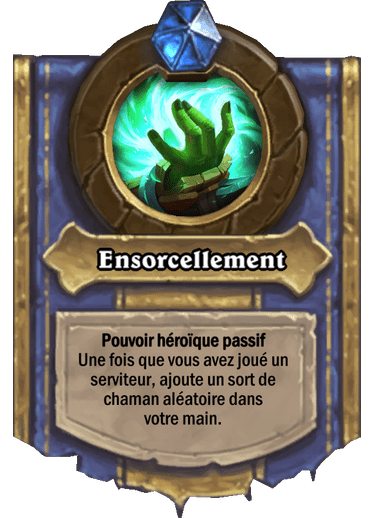 Ensorcellement
Pouvoir héroïque passif
Une fois que vous avez joué un
serviteur, ajoute un sort de
chaman aléatoire dans
votre main.